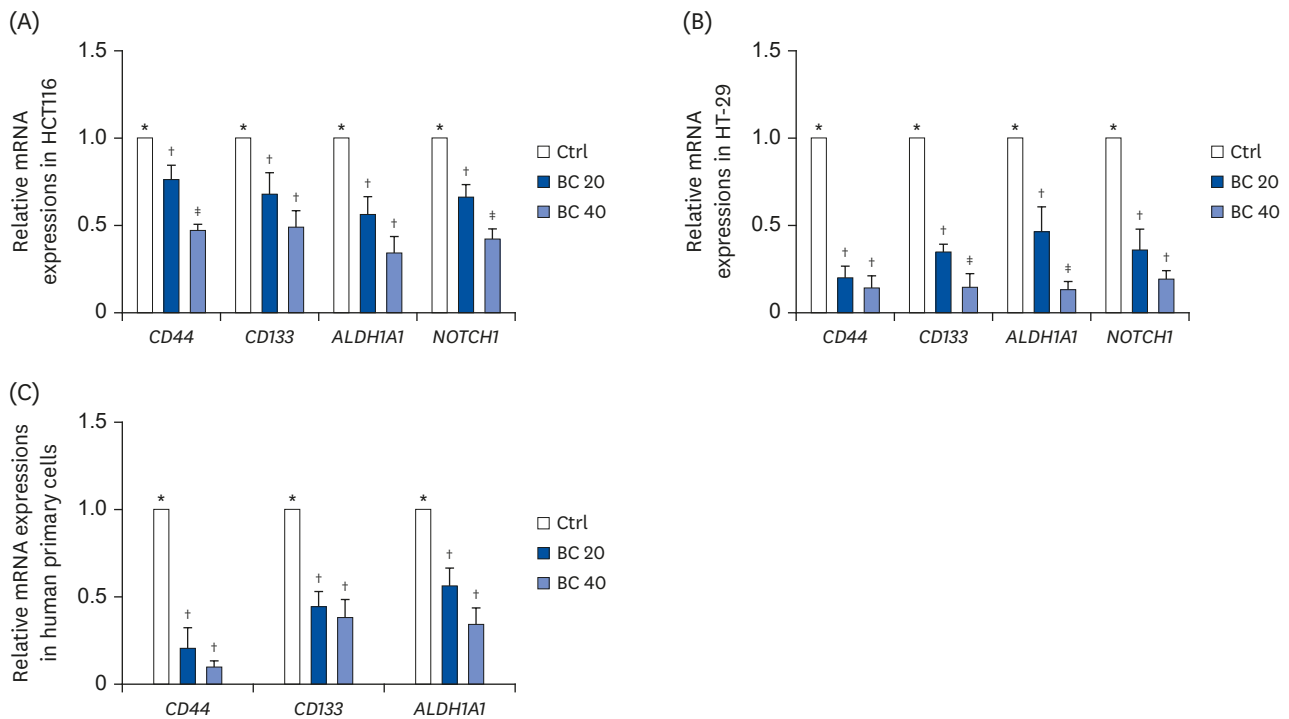 (A)
Relative mRNA
expressions in HCT116
1.5
1.0
0.5
0
* † ‡ * † † * † † * † ‡
CD44 CD133 ALDH1A1 NOTCH1
Ctrl
BC 20
BC 40
(B)
Relative mRNA
expressions in HT-29
1.5
1.0
0.5
0
* † † * † ‡ * † ‡ * † †
CD44 CD133 ALDH1A1 NOTCH1
Ctrl
BC 20
BC 40
(C)
Relative mRNA expressions
in human primary cells
1.5
1.0
0.5
0
* † † * † † * † †
CD44 CD133 ALDH1A1
Ctrl
BC 20
BC 40